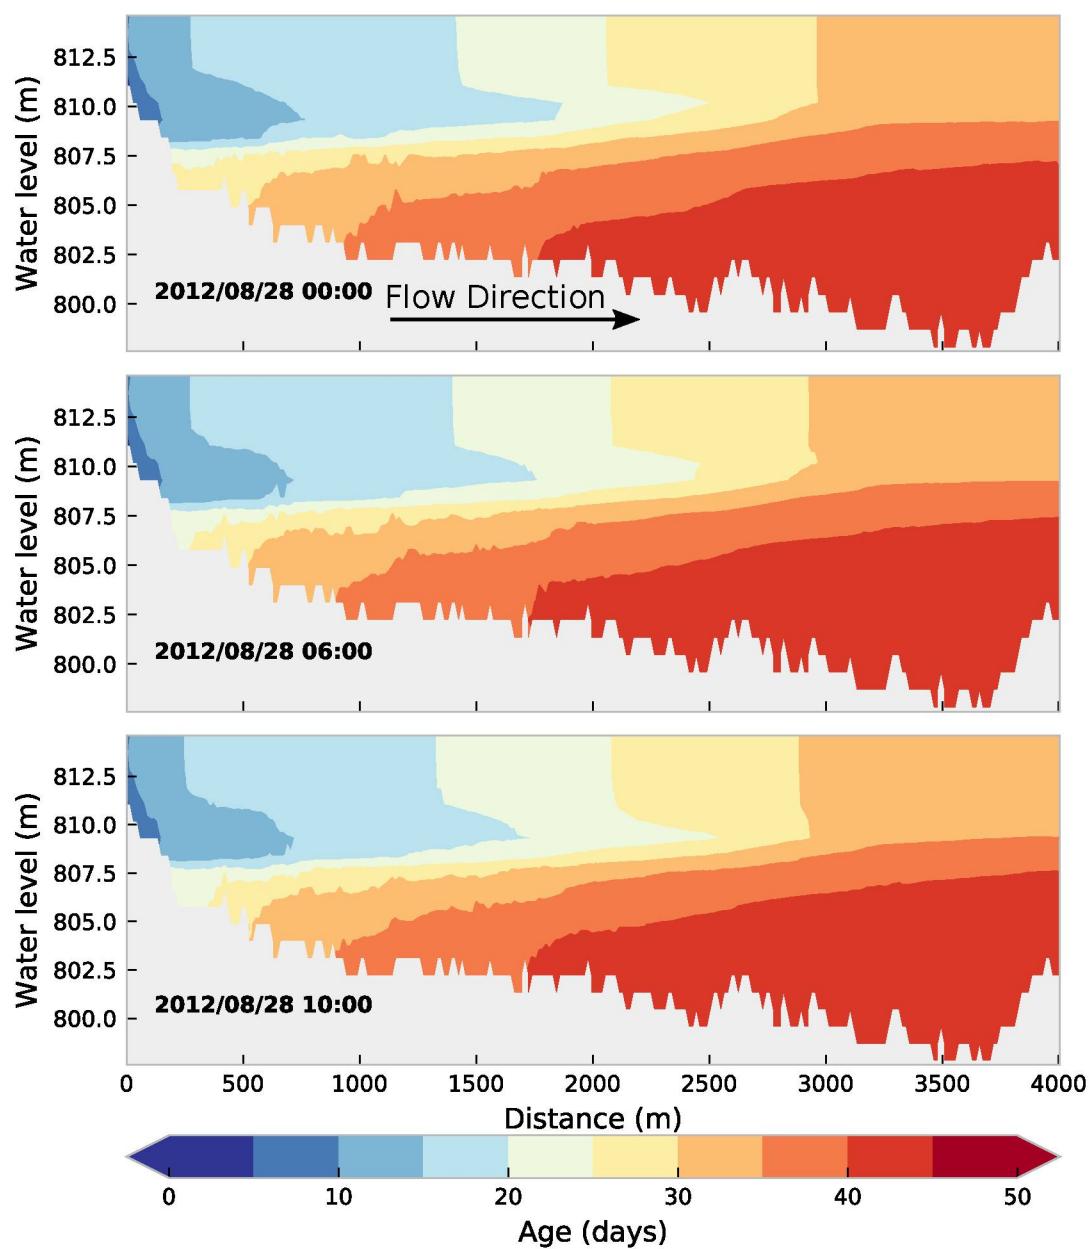 812.5
810.0
807.5
805.0
802.5
800.0
Water level (m)
2012/08/28 00:00
Flow Direction
812.5
810.0
807.5
805.0
802.5
800.0
Water level (m)
2012/08/28 06:00
812.5
810.0
807.5
805.0
802.5
800.0
Water level (m)
2012/08/28 10:00
0 500 1000 1500 2000 2500 3000 3500 4000
Distance (m)
0 10 20 30 40 50
Age (days)